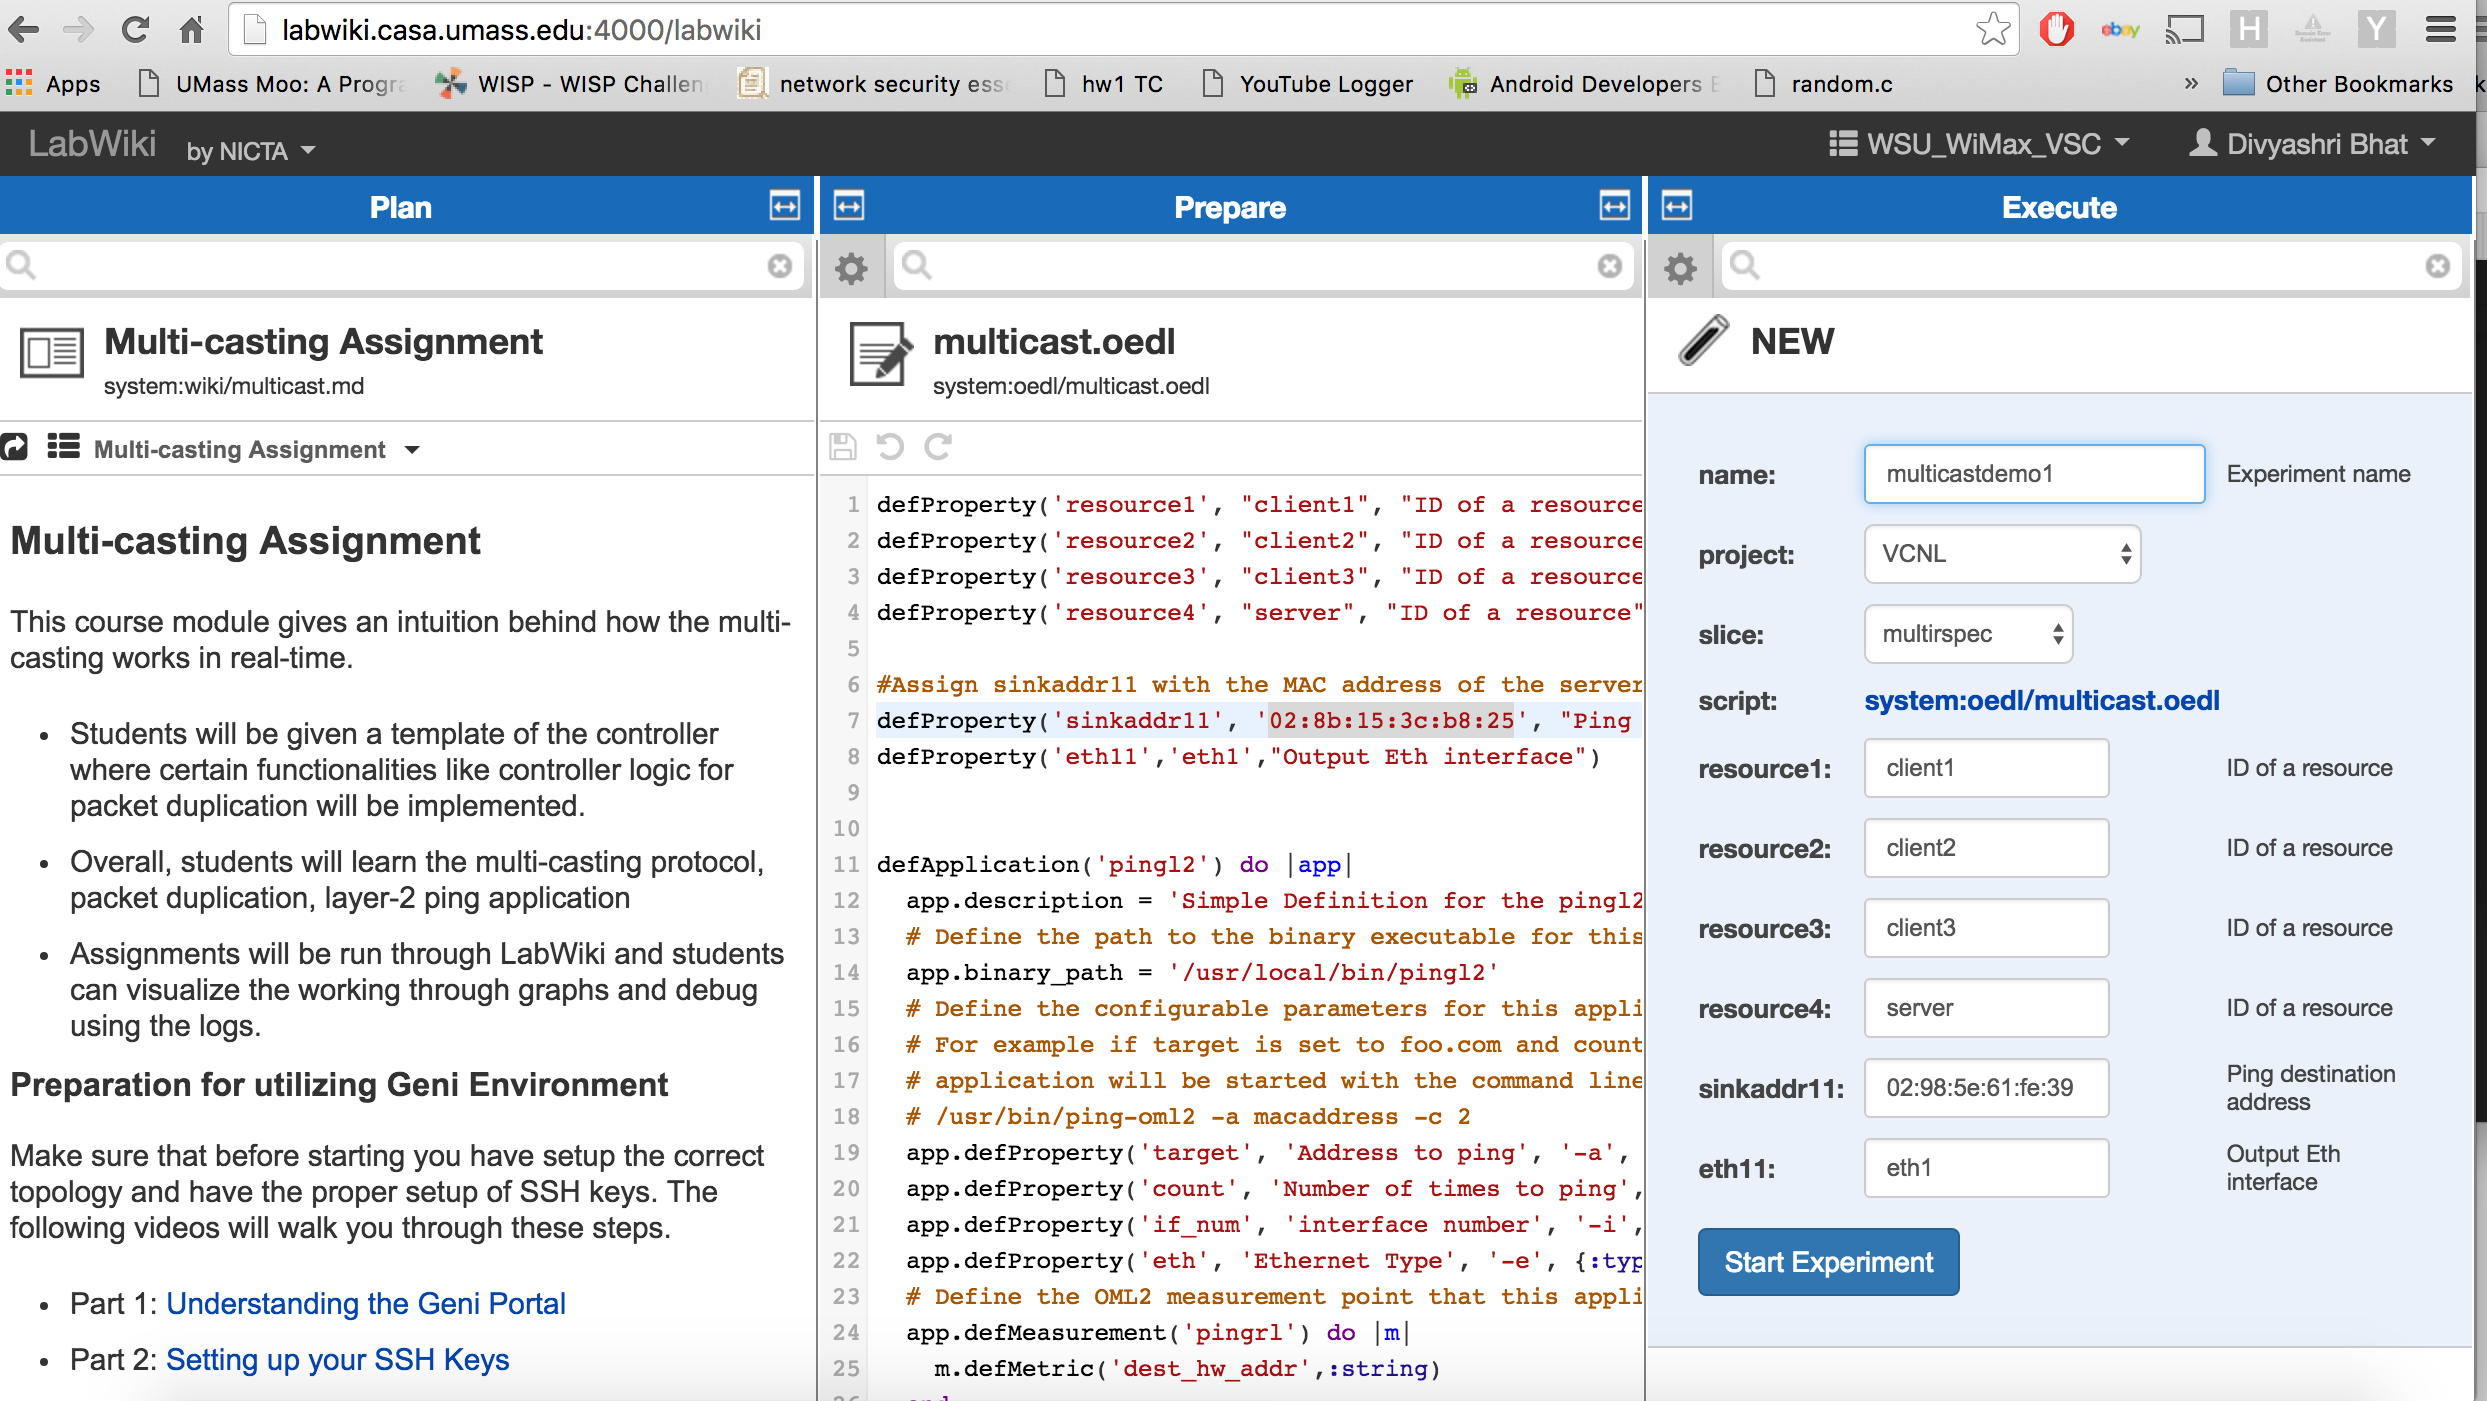 labwiki.casa.umass.edu:4000/labwiki
ebay
H
Y
Apps
UMass Moo: A Progra
WISP - WISP Challen
network security ess
hw1 TC
YouTube Logger
Android Developers
random.c
»
Other Bookmarks
LabWiki by NICTA
WSU_WiMax_VSC
Divyashri Bhat
Plan
Multi-casting Assignment
system:wiki/multicast.md
Multi-casting Assignment
Multi-casting Assignment
This course module gives an intuition behind how the multi-
casting works in real-time.
• Students will be given a template of the controller
where certain functionalities like controller logic for
packet duplication will be implemented.
• Overall, students will learn the multi-casting protocol,
packet duplication, layer-2 ping application
• Assignments will be run through LabWiki and students
can visualize the working through graphs and debug
using the logs.
Preparation for utilizing Geni Environment
Make sure that before starting you have setup the correct
topology and have the proper setup of SSH keys. The
following videos will walk you through these steps.
• Part 1: Understanding the Geni Portal
• Part 2: Setting up your SSH Keys
Prepare
multicast.oedl
system:oedl/multicast.oedl
1 defProperty('resource1', "client1", "ID of a resource
2 defProperty('resource2', "client2", "ID of a resource
3 defProperty('resource3', "client3", "ID of a resource
4 defProperty('resource4', "server", "ID of a resource"
5
6 #Assign sinkaddr11 with the MAC address of the server
7 defProperty('sinkaddr11', '02:8b:15:3c:b8:25', "Ping
8 defProperty('eth11','eth1',"Output Eth interface")
9
10
11 defApplication('pingl2') do |app|
12 app.description = 'Simple Definition for the pingl2
13 # Define the path to the binary executable for this
14 app.binary_path = '/usr/local/bin/pingl2'
15 # Define the configurable parameters for this appli
16 # For example if target is set to foo.com and count
17 # application will be started with the command line
18 # /usr/bin/ping-oml2 -a macaddress -c 2
19 app.defProperty('target', 'Address to ping', '-a',
20 app.defProperty('count', 'Number of times to ping',
21 app.defProperty('if_num', 'interface number', '-i',
22 app.defProperty('eth', 'Ethernet Type', '-e', {:typ
23 # Define the OML2 measurement point that this appli
24 app.defMeasurement('pingrl') do |m|
25 m.defMetric('dest_hw_addr',:string)
Execute
NEW
name: multicastdemo1 Experiment name
project: VCNL
slice: multirspec
script: system:oedl/multicast.oedl
resource1: client1 ID of a resource
resource2: client2 ID of a resource
resource3: client3 ID of a resource
resource4: server ID of a resource
sinkaddr11: 02:98:5e:61:fe:39 Ping destination
address
eth11: eth1 Output Eth
interface
Start Experiment